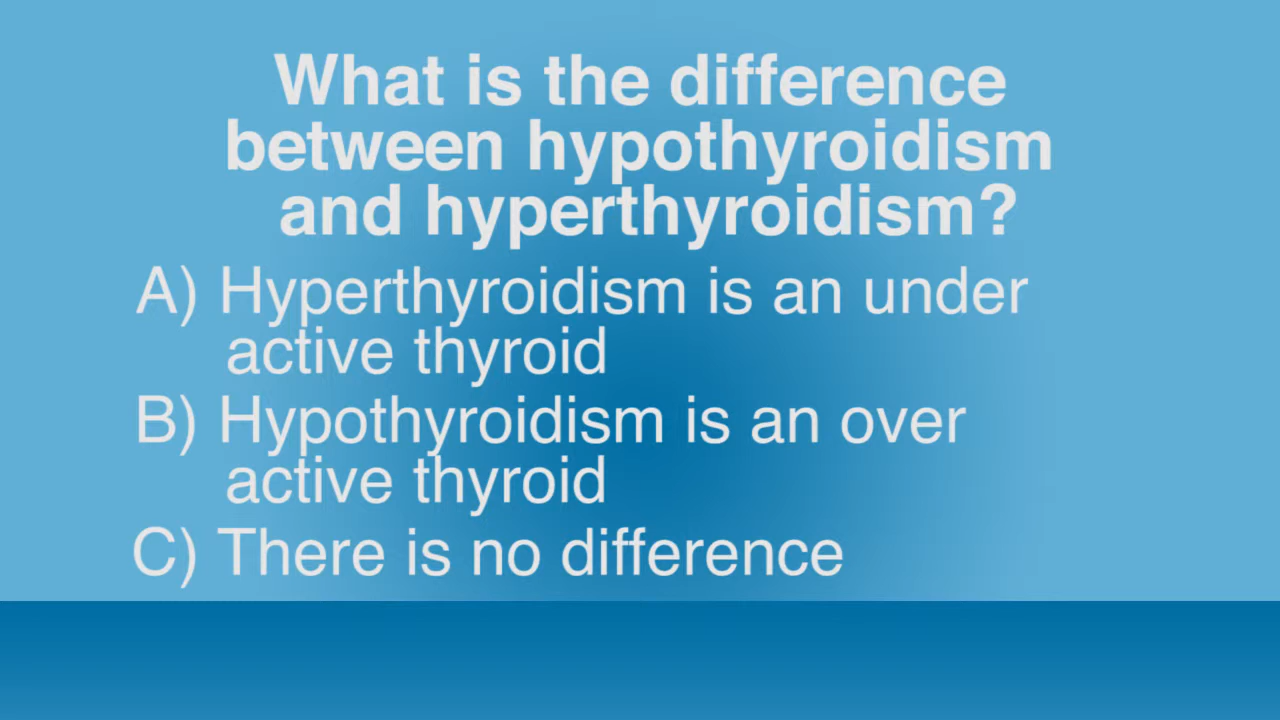 What is the difference
between hypothyroidism
and hyperthyroidism?
A) Hyperthyroidism is an under
active thyroid
B) Hypothyroidism is an over
active thyroid
C) There is no difference